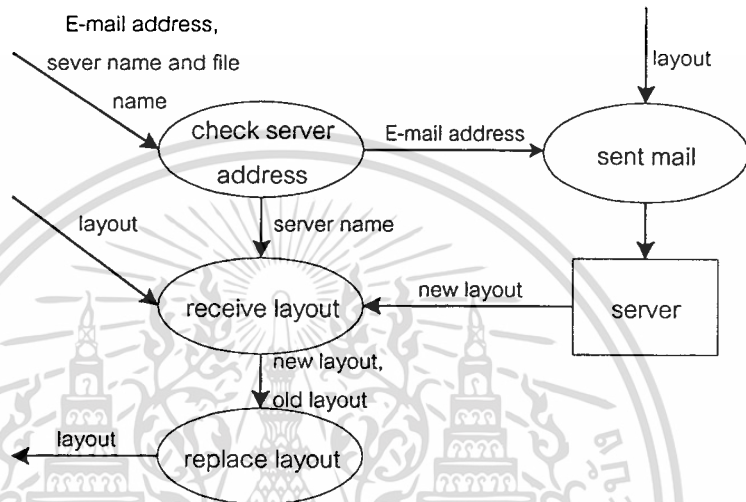 E-mail address,
sever name and file
name
layout
check server
address
E-mail address
sent mail
layout
server name
receive layout
new layout
server
new layout,
old layout
layout
replace layout